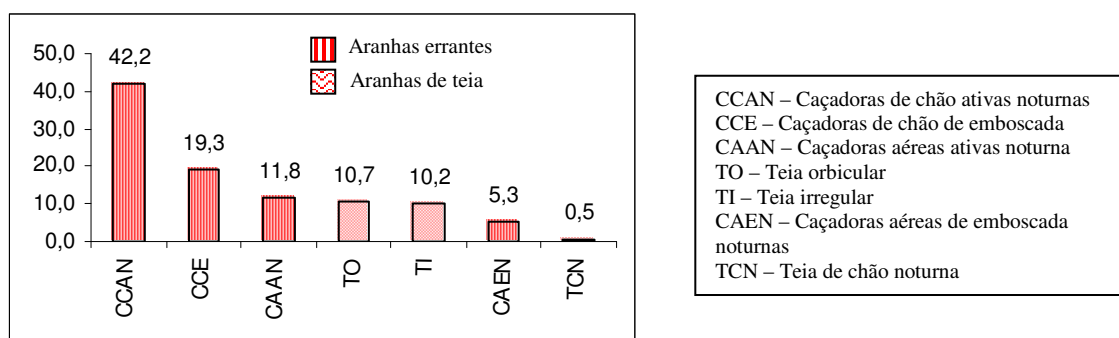 50,0
40,0
30,0
20,0
10,0
0,0
42,2
19,3
11,8
10,7
10,2
5,3
0,5
Aranhas errantes
Aranhas de teia
CCAN
CCE
CAAN
TO
TI
CAEN
TCN
CCAN – Caçadoras de chão ativas noturnas
CCE – Caçadoras de chão de emboscada
CAAN – Caçadoras aéreas ativas noturna
TO – Teia orbicular
TI – Teia irregular
CAEN – Caçadoras aéreas de emboscada
noturnas
TCN – Teia de chão noturna